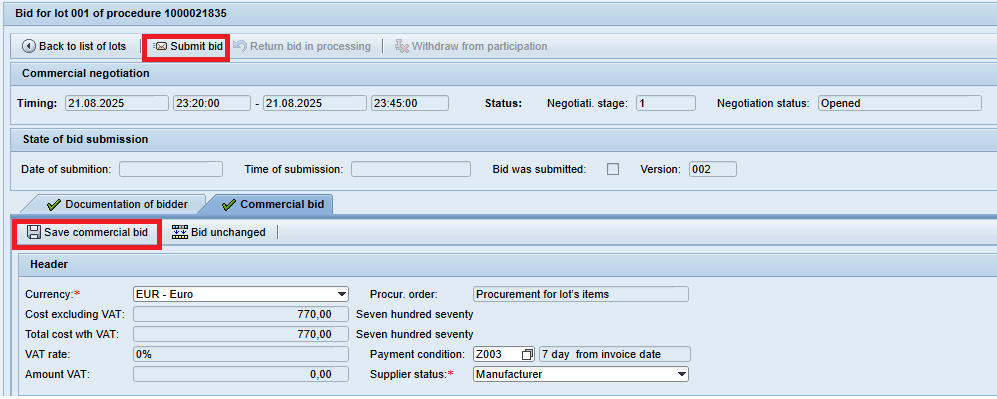 Bid for lot 001 of procedure 1000021835
Back to list of lots Submit bid Return bid in processing Withdraw from participation
Commercial negotiation
Timing: 21.08.2025 23:20:00 - 21.08.2025 23:45:00 Status: Negotiati. stage: 1 Negotiation status: Opened
State of bid submission
Date of submition: Time of submission: Bid was submitted: Version: 002
Documentation of bidder Commercial bid
Save commercial bid Bid unchanged
Header
Currency:* EUR - Euro Procur. order: Procurement for lot's items
Cost excluding VAT: 770,00 Seven hundred seventy
Total cost wth VAT: 770,00 Seven hundred seventy
VAT rate: 0% Payment condition: Z003 7 day from invoice date
Amount VAT: 0,00 Supplier status:* Manufacturer